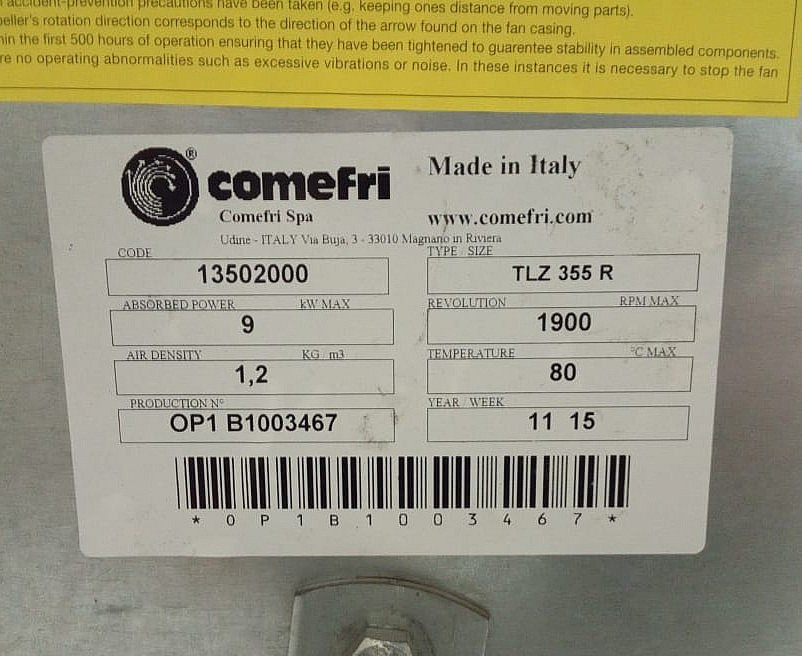 accident-prevention precautions have been taken (e.g. keeping ones distance from moving parts).
rotation direction corresponds to the direction of the arrow found on the fan casing.
the first 500 hours of operation ensuring that they have been tightened to guarentee stability in assembled components.
no operating abnormalities such as excessive vibrations or noise. In these instances it is necessary to stop the fan
® comefri Made in Italy
Comefri Spa www.comefri.com
Udine - ITALY Via Buja, 3 - 33010 Magnano in Riviera
CODE TYPE / SIZE
13502000 TLZ 355 R
ABSORBED POWER kW MAX REVOLUTION RPM MAX
9 1900
AIR DENSITY KG / m3 TEMPERATURE °C MAX
1,2 80
PRODUCTION N° YEAR / WEEK
OP1 B1003467 11 15
* O P 1 B 1 0 0 3 4 6 7 *